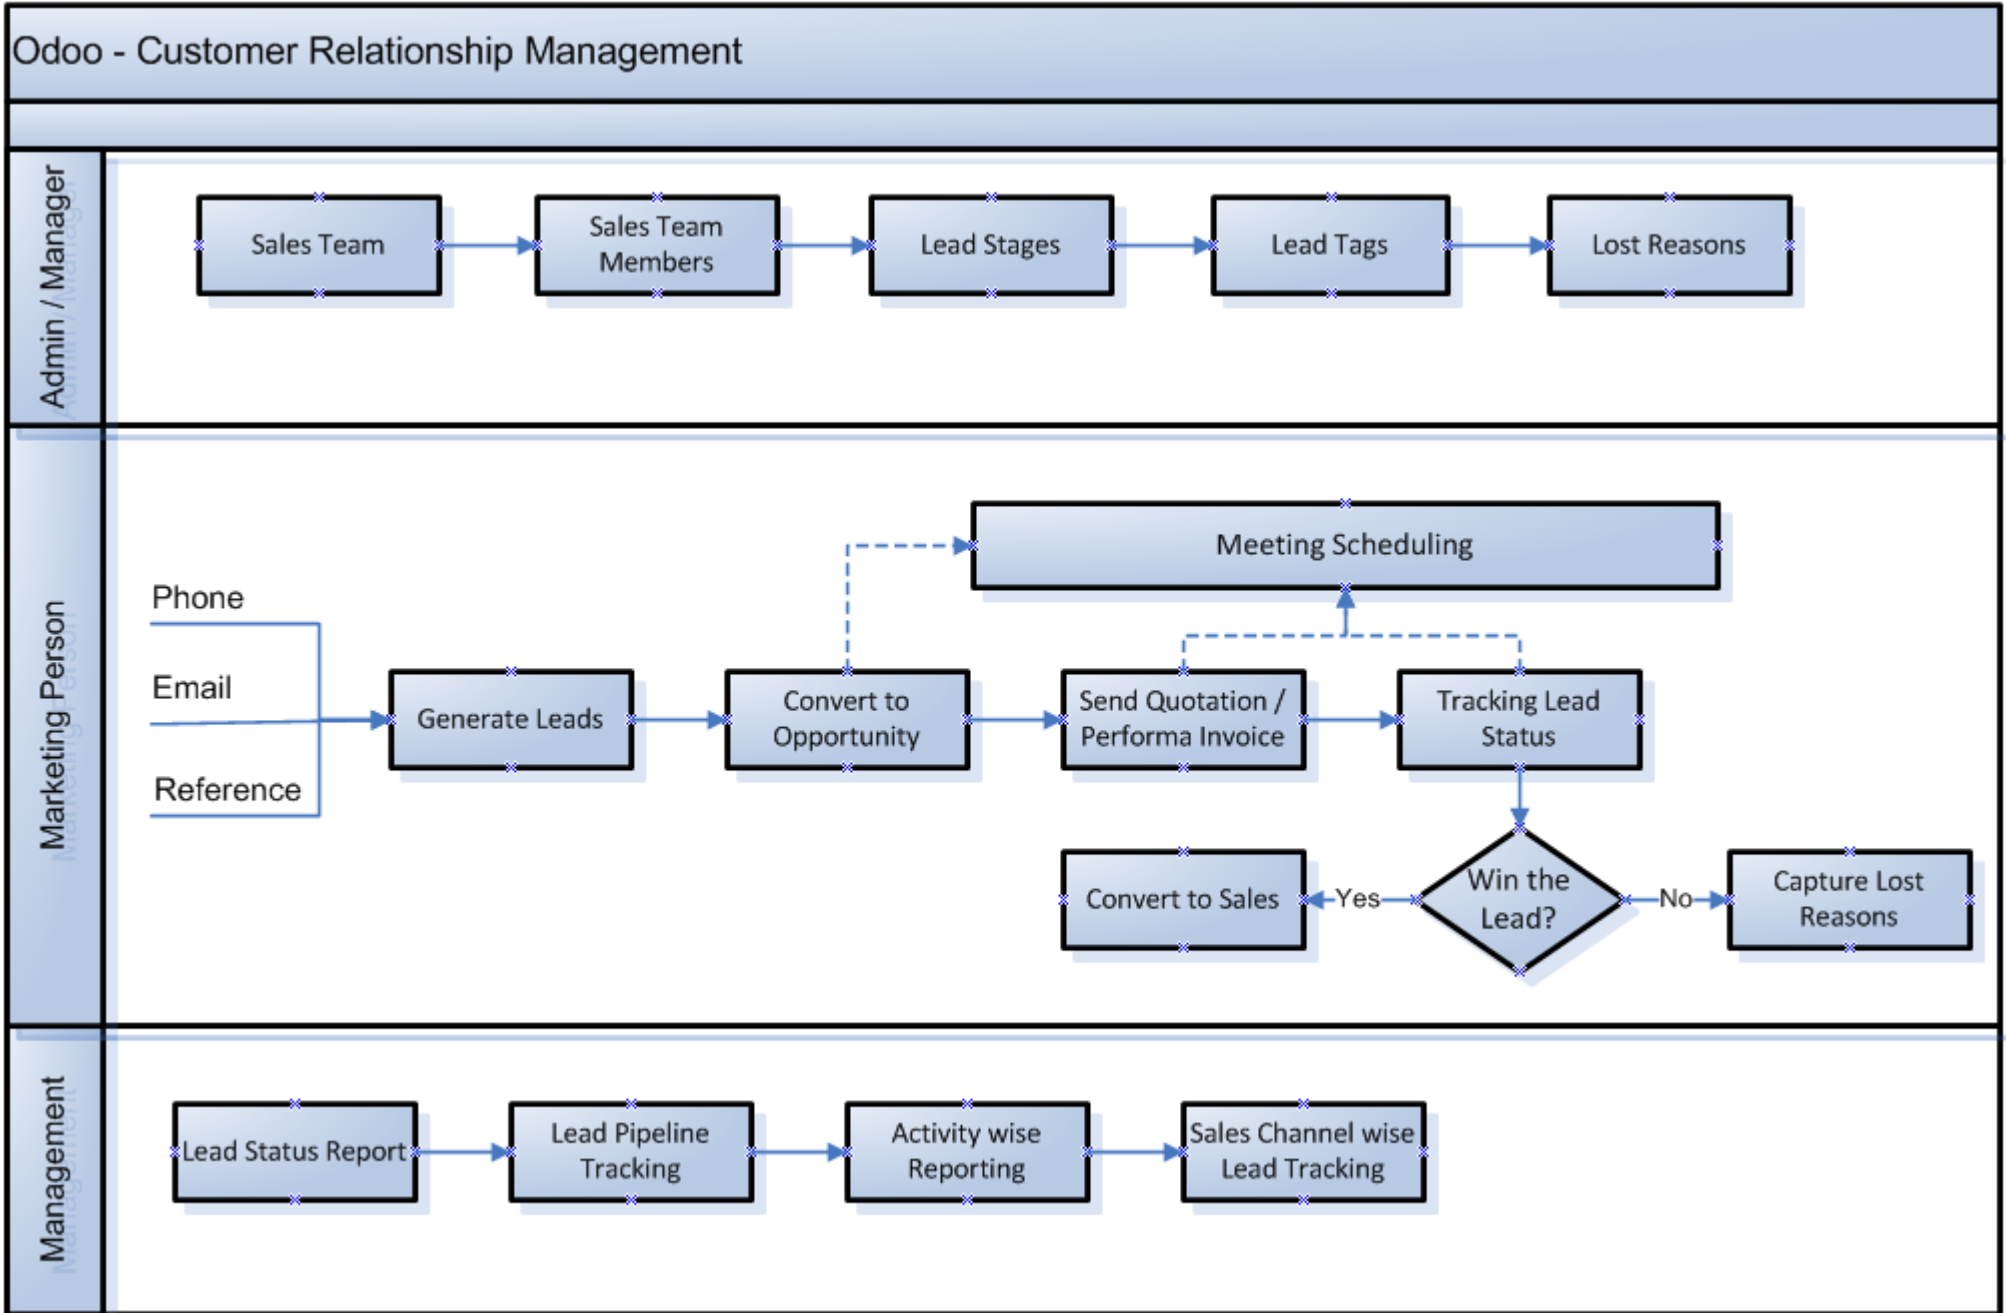 Odoo - Customer Relationship Management
Admin / Manager
Sales Team
Sales Team
Members
Lead Stages
Lead Tags
Lost Reasons
Marketing Person
Meeting Scheduling
Phone
Email
Reference
Generate Leads
Convert to
Opportunity
Send Quotation /
Performa Invoice
Tracking Lead
Status
Convert to Sales
Yes
Win the
Lead?
No
Capture Lost
Reasons
Management
Lead Status Report
Lead Pipeline
Tracking
Activity wise
Reporting
Sales Channel wise
Lead Tracking